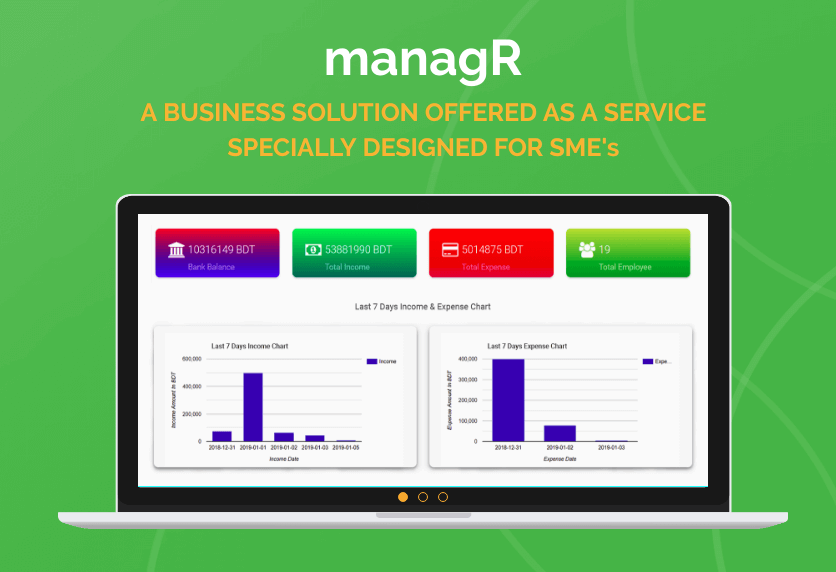 managR
A BUSINESS SOLUTION OFFERED AS A SERVICE
SPECIALLY DESIGNED FOR SME's
10316149 BDT
Bank Balance
53881990 BDT
Total Income
5014875 BDT
Total Expense
19
Total Employee
Last 7 Days Income & Expense Chart
Last 7 Days Income Chart
600,000
400,000
200,000
0
Income Amount In BDT
2018-12-31 2019-01-01 2019-01-02 2019-01-03 2019-01-05
Income Date
Income
Last 7 Days Expense Chart
400,000
300,000
200,000
100,000
0
Expense Amount In BDT
2018-12-31 2019-01-02 2019-01-03
Expense Date
Expe...